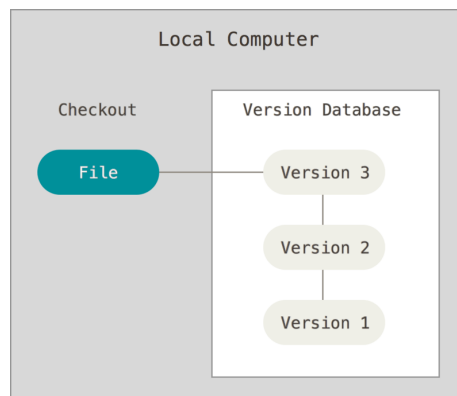 Local Computer
Checkout
Version Database
File
Version 3
Version 2
Version 1